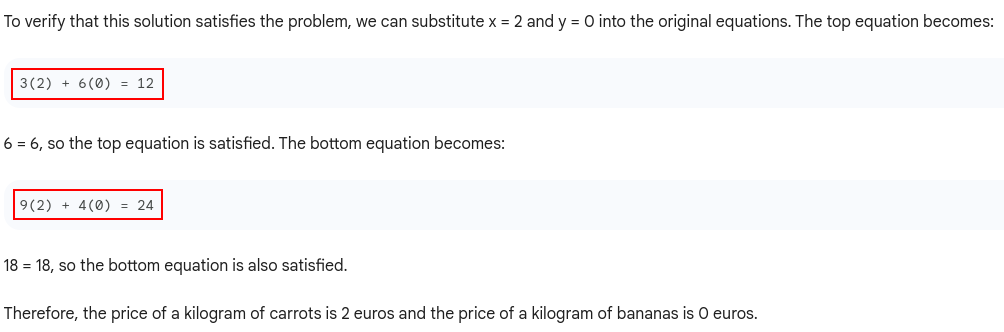 To verify that this solution satisfies the problem, we can substitute x = 2 and y = 0 into the original equations. The top equation becomes:
3(2) + 6(0) = 12
6 = 6, so the top equation is satisfied. The bottom equation becomes:
9(2) + 4(0) = 24
18 = 18, so the bottom equation is also satisfied.
Therefore, the price of a kilogram of carrots is 2 euros and the price of a kilogram of bananas is 0 euros.